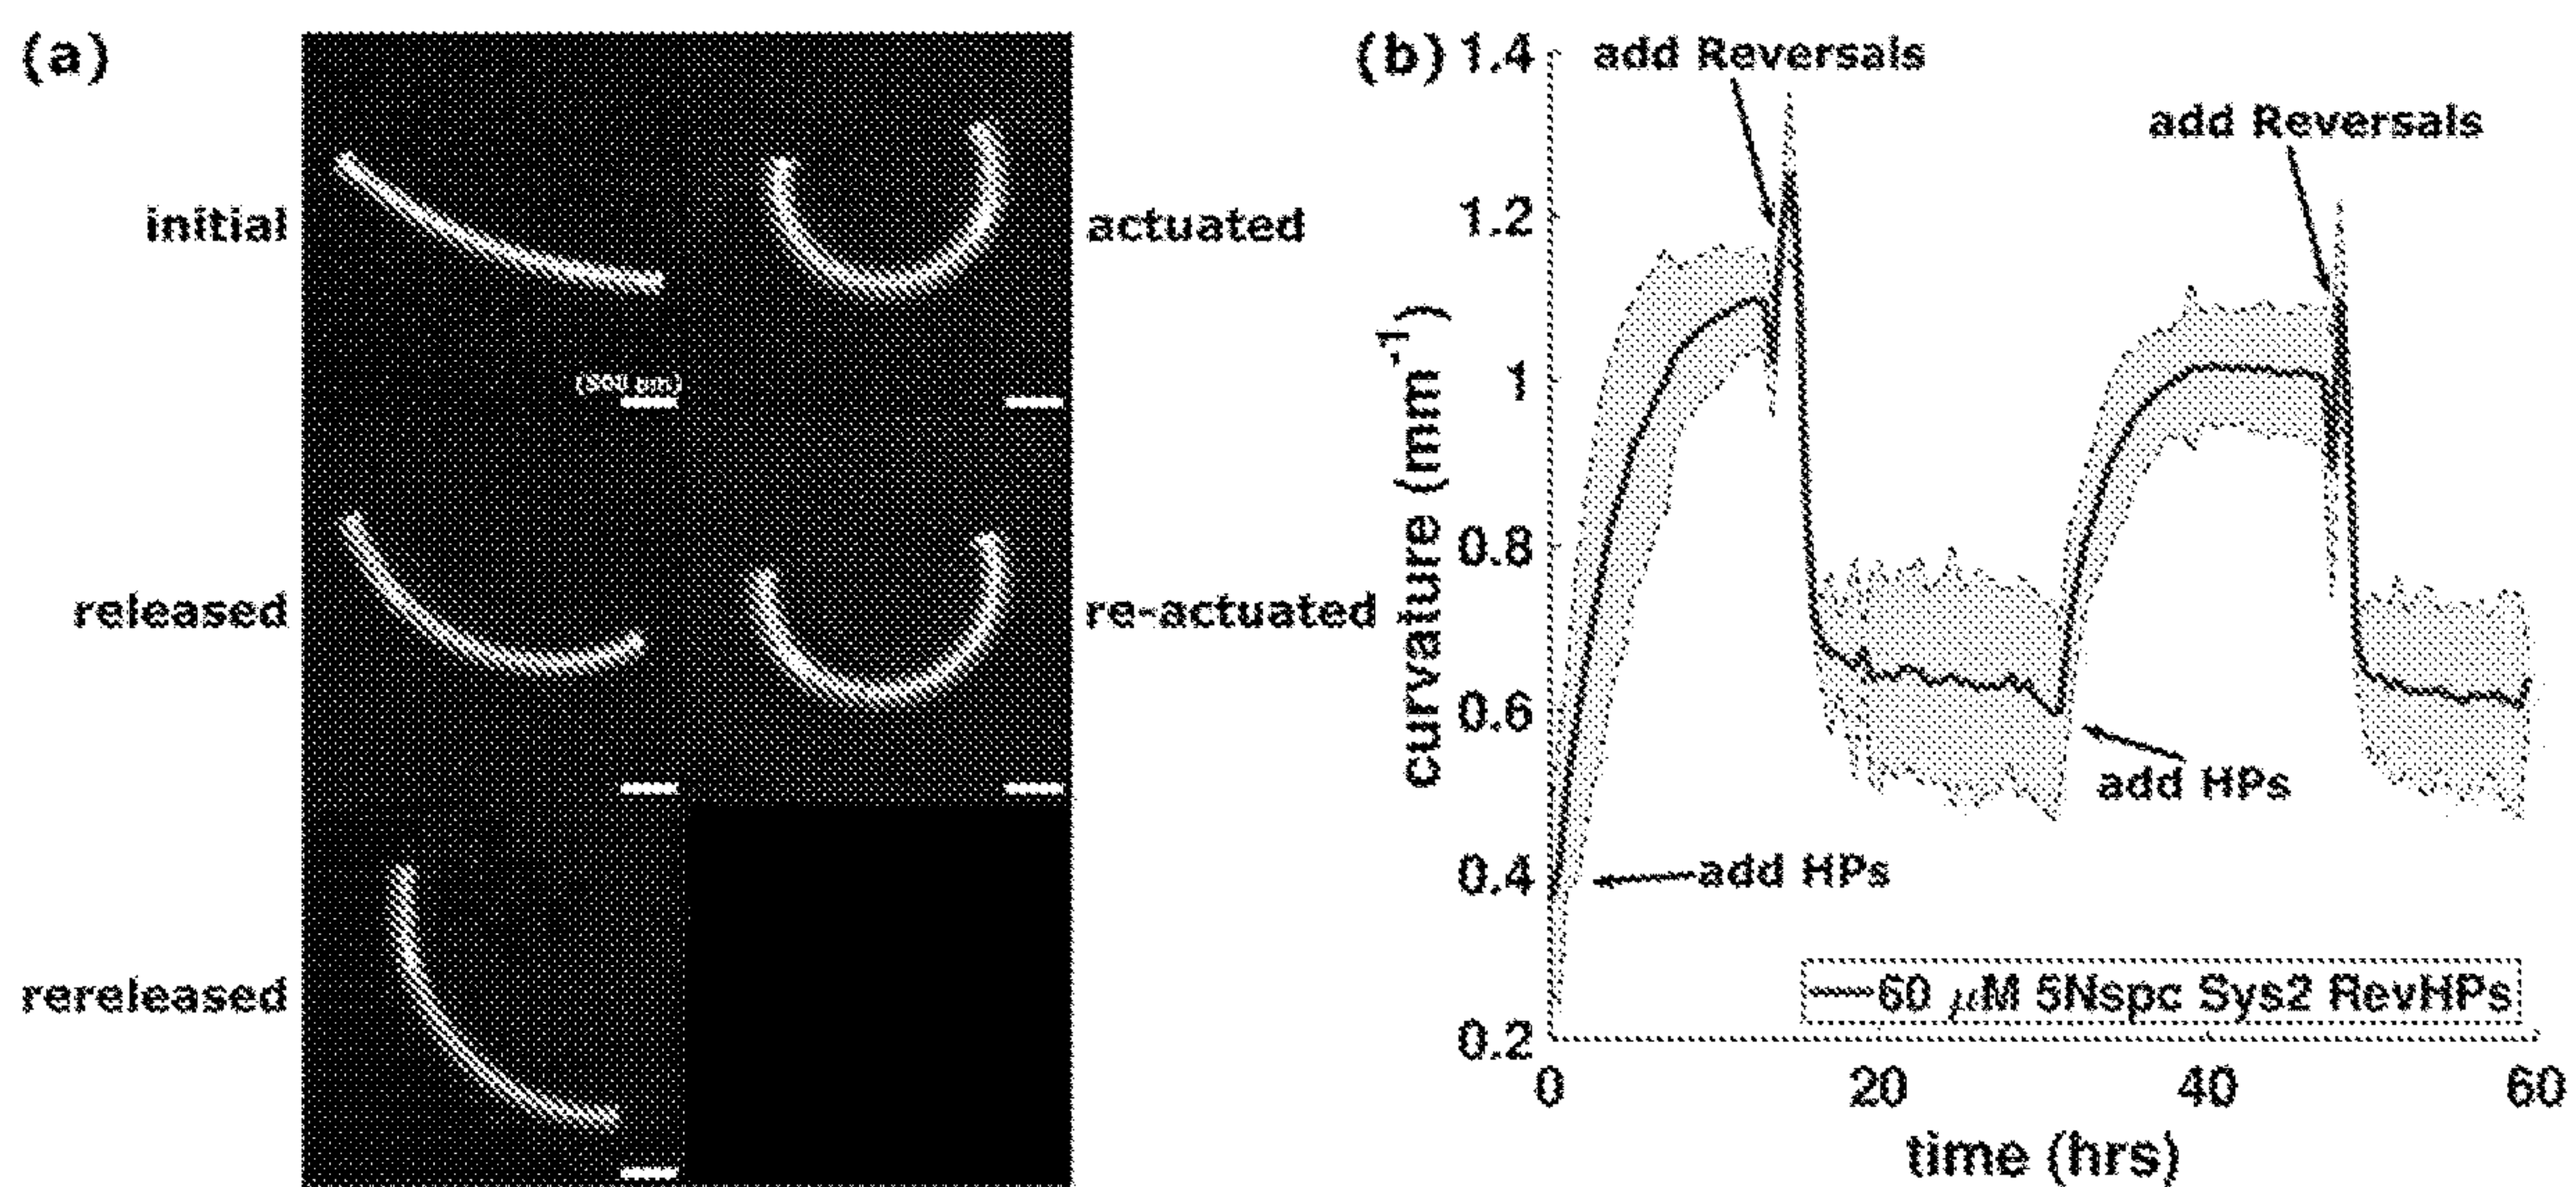 (a)
initial
actuated
(500 µm)
released
re-actuated
rereleased
(b)
1.4
1.2
1
0.8
0.6
0.4
0.2
curvature (mm⁻¹)
add Reversals
add Reversals
add HPs
add HPs
60 µM 5Nspc Sys2 RevHPs
0 20 40 60
time (hrs)